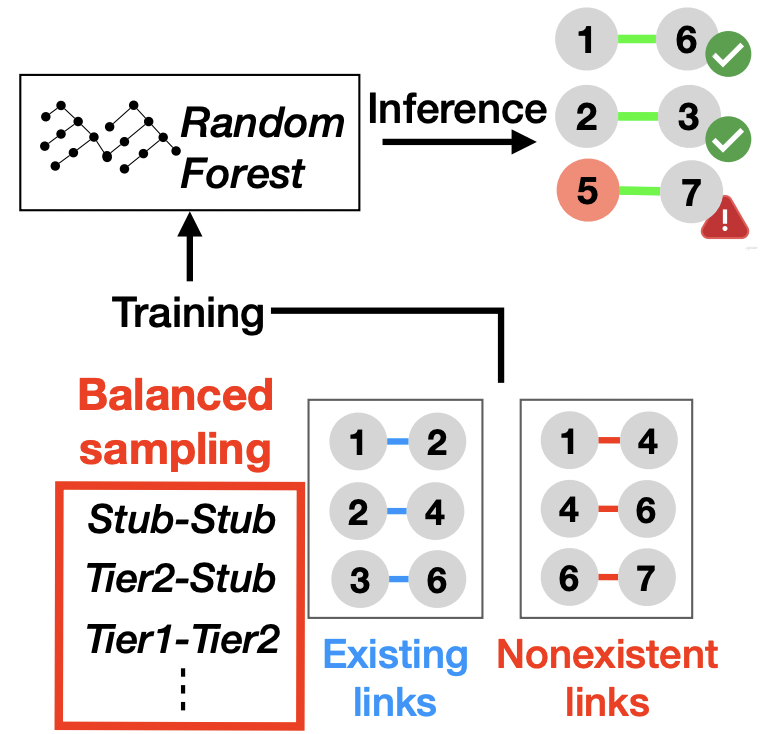 1 6
Random
Forest
Inference
2 3
5 7
!
Training
Balanced
sampling
Stub-Stub
Tier2-Stub
Tier1-Tier2
1 2
2 4
3 6
Existing
links
1 4
4 6
6 7
Nonexistent
links